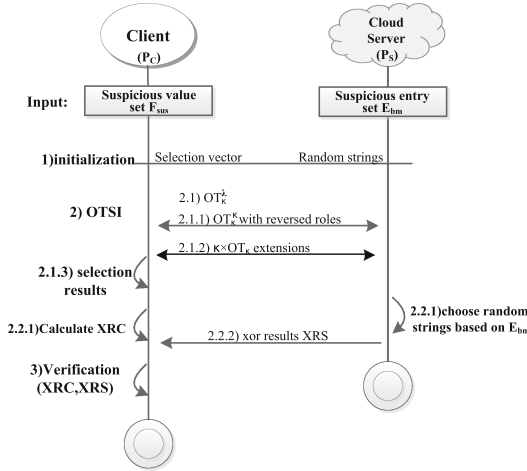 Client
(P_C)
Cloud
Server
(P_S)
Input:
Suspicious value
set F_sus
Suspicious entry
set E_bm
1)initialization
Selection vector
Random strings
2) OTSI
2.1) OT_κ^λ
2.1.1) OT_κ^κ with reversed roles
2.1.2) κ×OT_κ extensions
2.1.3) selection
results
2.2.1)choose random
strings based on E_bm
2.2.1)Calculate XRC
2.2.2) xor results XRS
3)Verification
(XRC,XRS)